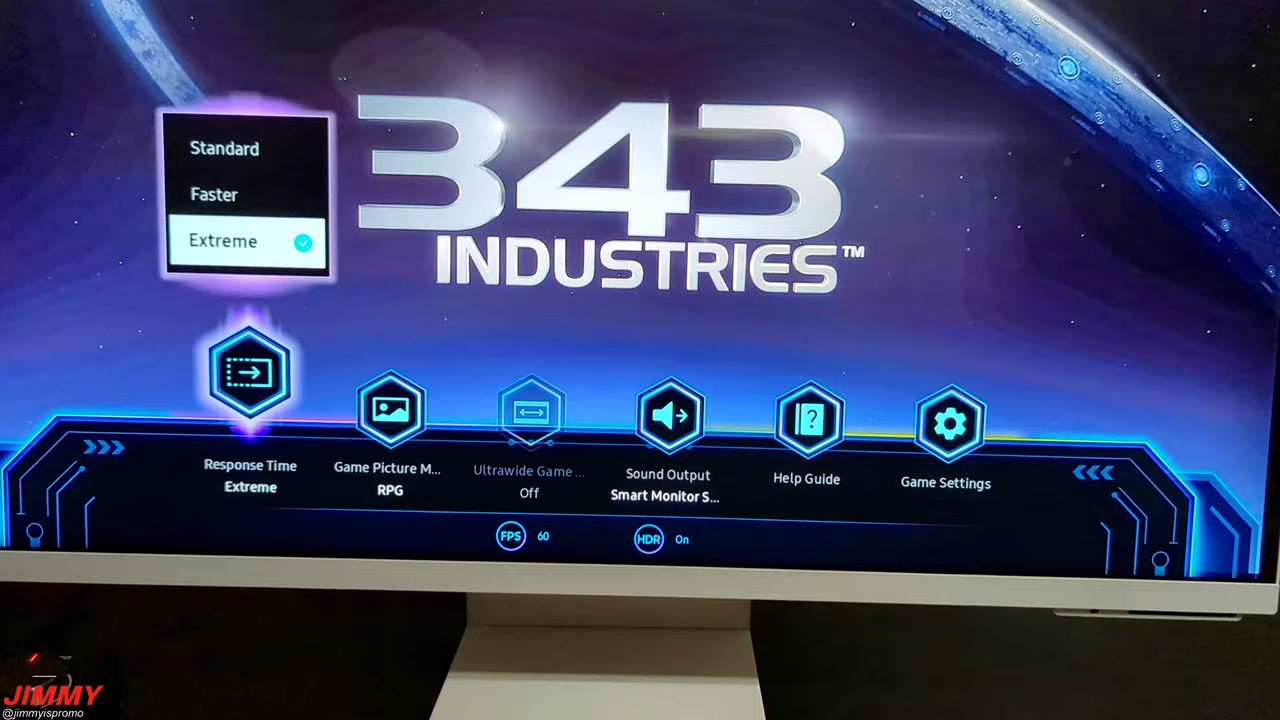 343
INDUSTRIES™
Standard
Faster
Extreme
Response Time
Extreme
Game Picture M...
RPG
Ultrawide Game ...
Off
Sound Output
Smart Monitor S...
Help Guide
Game Settings
FPS 60
HDR On
JIMMY
@jimmyispromo